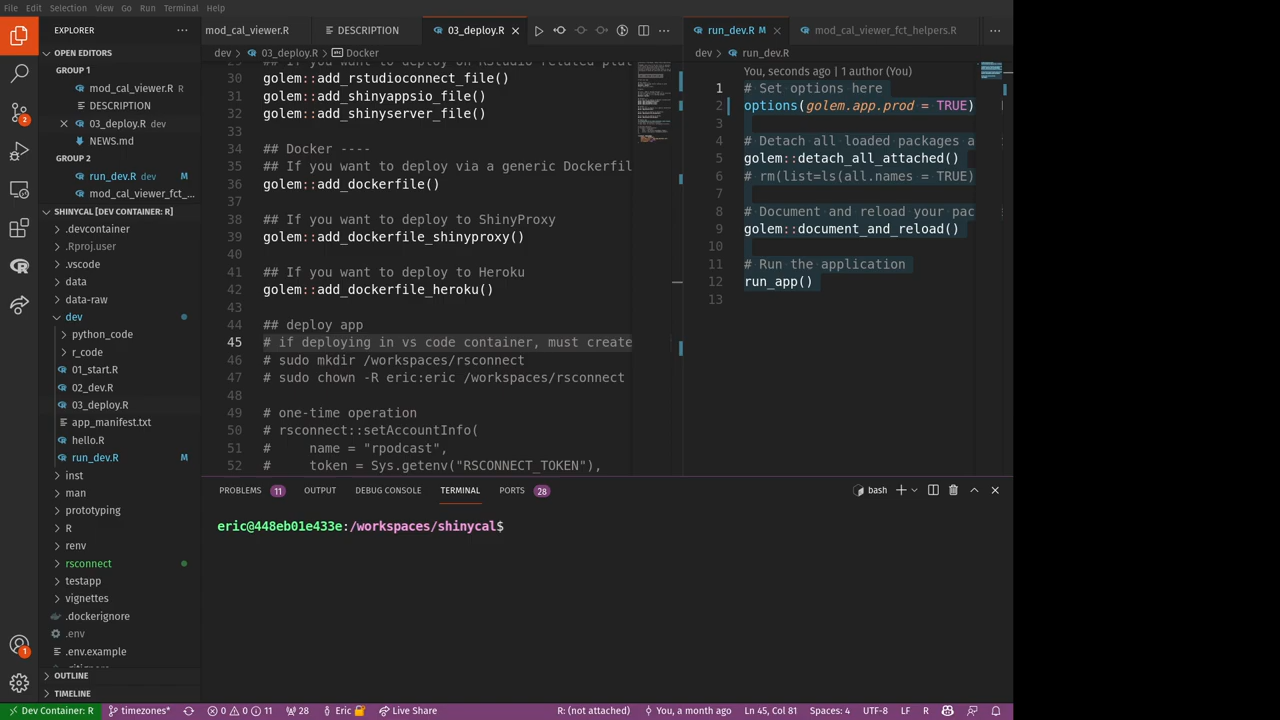 File Edit Selection View Go Run Terminal Help
EXPLORER
OPEN EDITORS
GROUP 1
mod_cal_viewer.R
DESCRIPTION
03_deploy.R dev
NEWS.md
GROUP 2
run_dev.R dev M
mod_cal_viewer_fct_...
SHINYCAL [DEV CONTAINER: R]
.devcontainer
.Rproj.user
.vscode
data
data-raw
dev
python_code
r_code
01_start.R
02_dev.R
03_deploy.R
app_manifest.txt
hello.R
run_dev.R M
inst
man
prototyping
R
renv
rsconnect
testapp
vignettes
.dockerignore
.env
.env.example
OUTLINE
TIMELINE
2
1
mod_cal_viewer.R DESCRIPTION 03_deploy.R
dev > 03_deploy.R > Docker
30 golem::add_rstudioconnect_file()
31 golem::add_shinyappsio_file()
32 golem::add_shinyserver_file()
33
34 ## Docker ----
35 ## If you want to deploy via a generic Dockerfil
36 golem::add_dockerfile()
37
38 ## If you want to deploy to ShinyProxy
39 golem::add_dockerfile_shinyproxy()
40
41 ## If you want to deploy to Heroku
42 golem::add_dockerfile_heroku()
43
44 ## deploy app
45 # if deploying in vs code container, must create
46 # sudo mkdir /workspaces/rsconnect
47 # sudo chown -R eric:eric /workspaces/rsconnect
48
49 # one-time operation
50 # rsconnect::setAccountInfo(
51 #     name = "rpodcast",
52 #     token = Sys.getenv("RSCONNECT_TOKEN"),
run_dev.R M mod_cal_viewer_fct_helpers.R
dev > run_dev.R
You, seconds ago | 1 author (You)
1 # Set options here
2 options(golem.app.prod = TRUE)
3
4 # Detach all loaded packages a
5 golem::detach_all_attached()
6 # rm(list=ls(all.names = TRUE)
7
8 # Document and reload your pac
9 golem::document_and_reload()
10
11 # Run the application
12 run_app()
13
PROBLEMS 11 OUTPUT DEBUG CONSOLE TERMINAL PORTS 28 bash
eric@448eb01e433e:/workspaces/shinycal$
Dev Container: R timezones* 0 0 11 28 Eric Live Share R: (not attached) You, a month ago Ln 45, Col 81 Spaces: 4 UTF-8 LF R